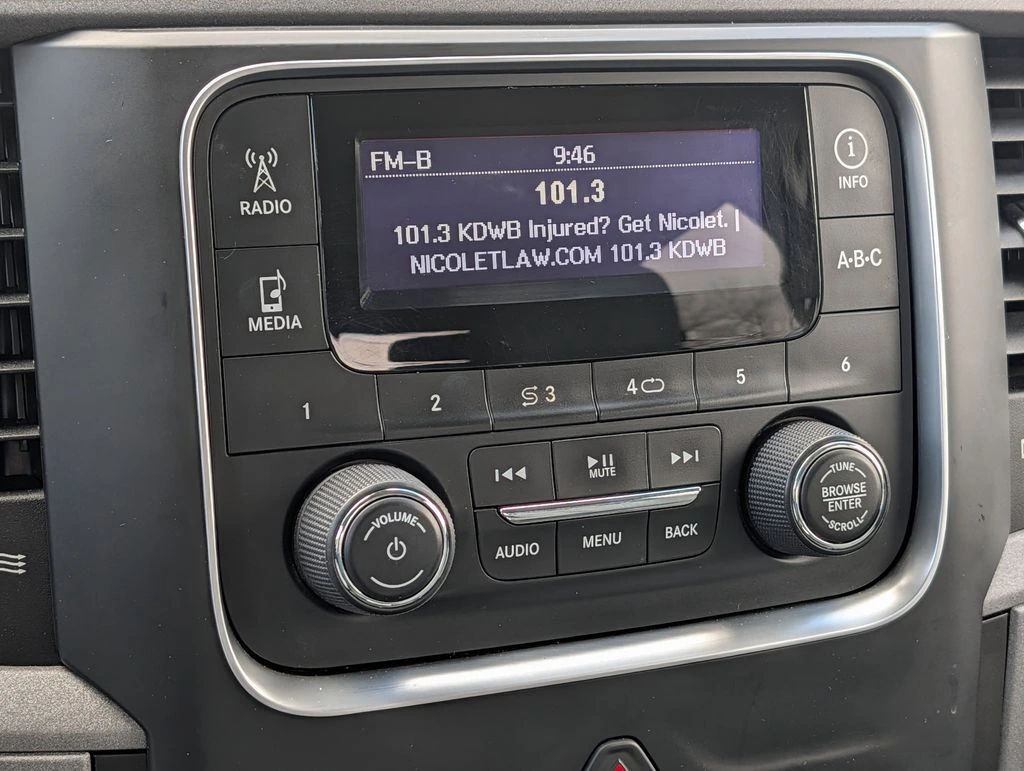 FM-B 9:46
101.3
101.3 KDWB Injured? Get Nicolet. |
NICOLETLAW.COM 101.3 KDWB
RADIO
MEDIA
i
INFO
A•B•C
1 2 3 4 5 6
MUTE
AUDIO MENU BACK
VOLUME
TUNE
BROWSE
ENTER
SCROLL